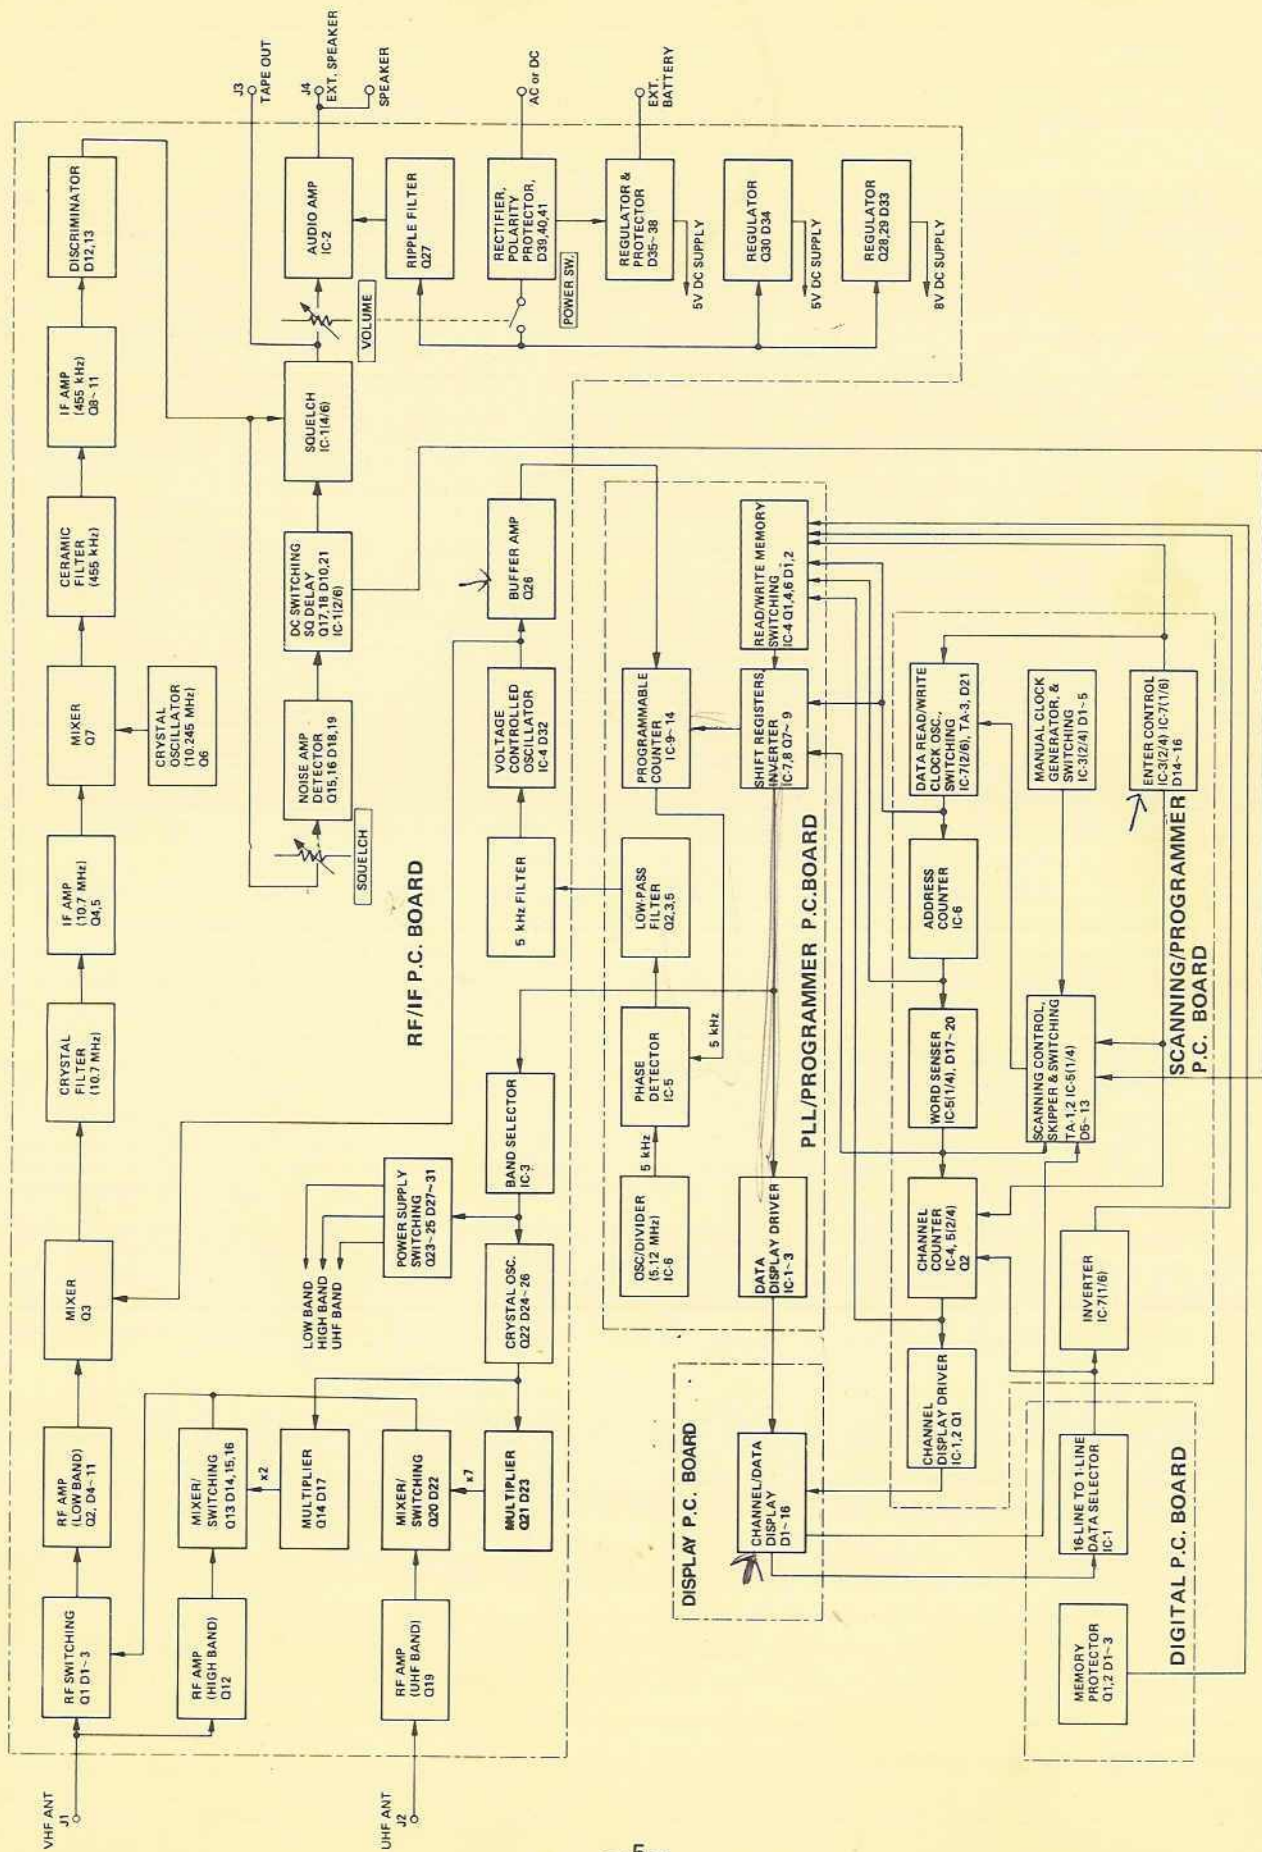 VHF ANT
J1
RF SWITCHING
Q1 D1~3
RF AMP
(LOW BAND)
Q2, D4~11
MIXER
Q3
CRYSTAL
FILTER
(10.7 MHz)
IF AMP
(10.7 MHz)
Q4,5
MIXER
Q7
CERAMIC
FILTER
(455 kHz)
IF AMP
(455 kHz)
Q8~11
DISCRIMINATOR
D12,13
CRYSTAL
OSCILLATOR
(10.245 MHz)
Q6
RF AMP
(HIGH BAND)
Q12
MIXER/
SWITCHING
Q13 D14,15,16
x2
MULTIPLIER
Q14 D17
UHF ANT
J2
RF AMP
(UHF BAND)
Q19
MIXER/
SWITCHING
Q20 D22
x7
MULTIPLIER
Q21 D23
LOW BAND
HIGH BAND
UHF BAND
POWER SUPPLY
SWITCHING
Q23~25 D27~31
CRYSTAL OSC.
Q22 D24~26
BAND SELECTOR
IC-3
RF/IF P.C. BOARD
SQUELCH
NOISE AMP
DETECTOR
Q15,16 D18,19
DC SWITCHING
SQ DELAY
Q17,18 D10,21
IC-1(2/6)
SQUELCH
IC-1(4/6)
VOLUME
AUDIO AMP
IC-2
J3
TAPE OUT
J4
EXT. SPEAKER
SPEAKER
RIPPLE FILTER
Q27
POWER SW.
RECTIFIER,
POLARITY
PROTECTOR,
D39,40,41
AC or DC
REGULATOR &
PROTECTOR
D35~38
EXT.
BATTERY
5V DC SUPPLY
REGULATOR
Q30 D34
5V DC SUPPLY
REGULATOR
Q28,29 D33
8V DC SUPPLY
5 kHz FILTER
VOLTAGE
CONTROLLED
OSCILLATOR
IC-4 D32
BUFFER AMP
Q26
OSC/DIVIDER
(5.12 MHz)
IC-6
5 kHz
PHASE
DETECTOR
IC-5
5 kHz
LOW-PASS
FILTER
Q2,3,5
PROGRAMMABLE
COUNTER
IC-9~14
DATA
DISPLAY DRIVER
IC-1~3
SHIFT REGISTERS,
INVERTER
IC-7,8 Q7~9
READ/WRITE MEMORY
SWITCHING
IC-4 Q1,4,6 D1,2
PLL/PROGRAMMER P.C.BOARD
DISPLAY P.C. BOARD
CHANNEL/DATA
DISPLAY
D1~16
CHANNEL
DISPLAY DRIVER
IC-1,2 Q1
CHANNEL
COUNTER
IC-4, 5(2/4)
Q2
WORD SENSER
IC-5(1/4), D17~20
ADDRESS
COUNTER
IC-6
DATA READ/WRITE
CLOCK OSC.,
SWITCHING
IC-7(2/6), TA-3, D21
MANUAL CLOCK
GENERATOR, &
SWITCHING
IC-3(2/4) D1~5
ENTER CONTROL
IC-3(2/4) IC-7(1/6)
D14~16
SCANNING CONTROL,
SKIPPER & SWITCHING
TA-1,2 IC-5(1/4)
D5~13
INVERTER
IC-7(1/6)
SCANNING/PROGRAMMER
P.C. BOARD
16-LINE TO 1-LINE
DATA SELECTOR
IC-1
MEMORY
PROTECTOR
Q1,2 D1~3
DIGITAL P.C. BOARD